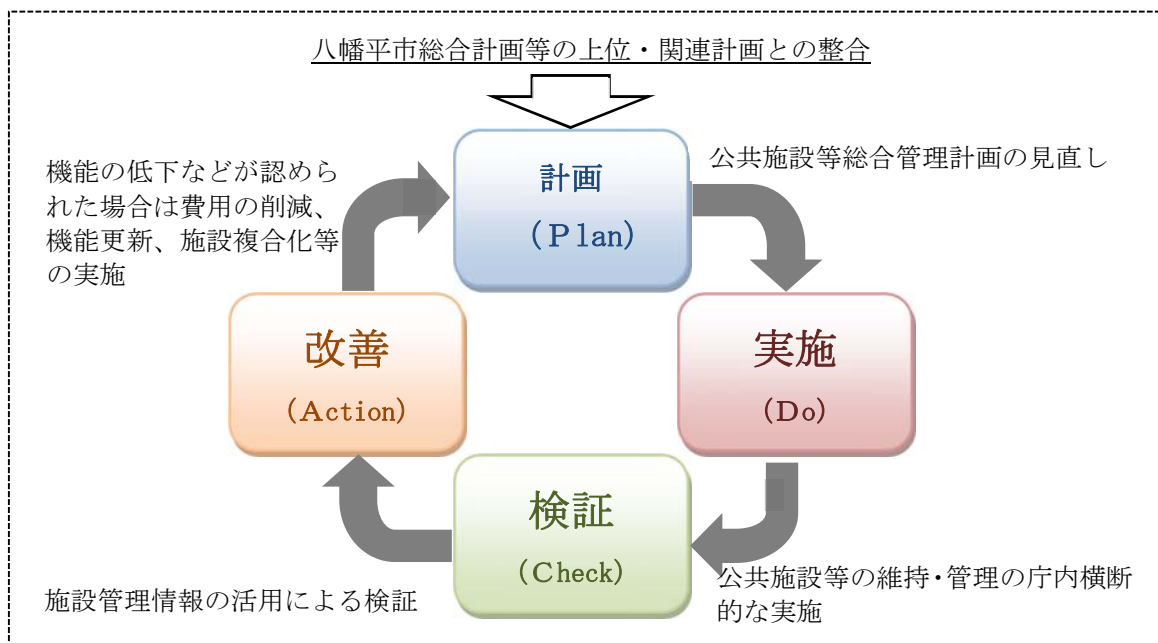 八幡平市総合計画等の上位・関連計画との整合
計画
(Plan)
公共施設等総合管理計画の見直し
機能の低下などが認めら
れた場合は費用の削減、
機能更新、施設複合化等
の実施
改善
(Action)
実施
(Do)
検証
(Check)
公共施設等の維持・管理の庁内横断
的な実施
施設管理情報の活用による検証